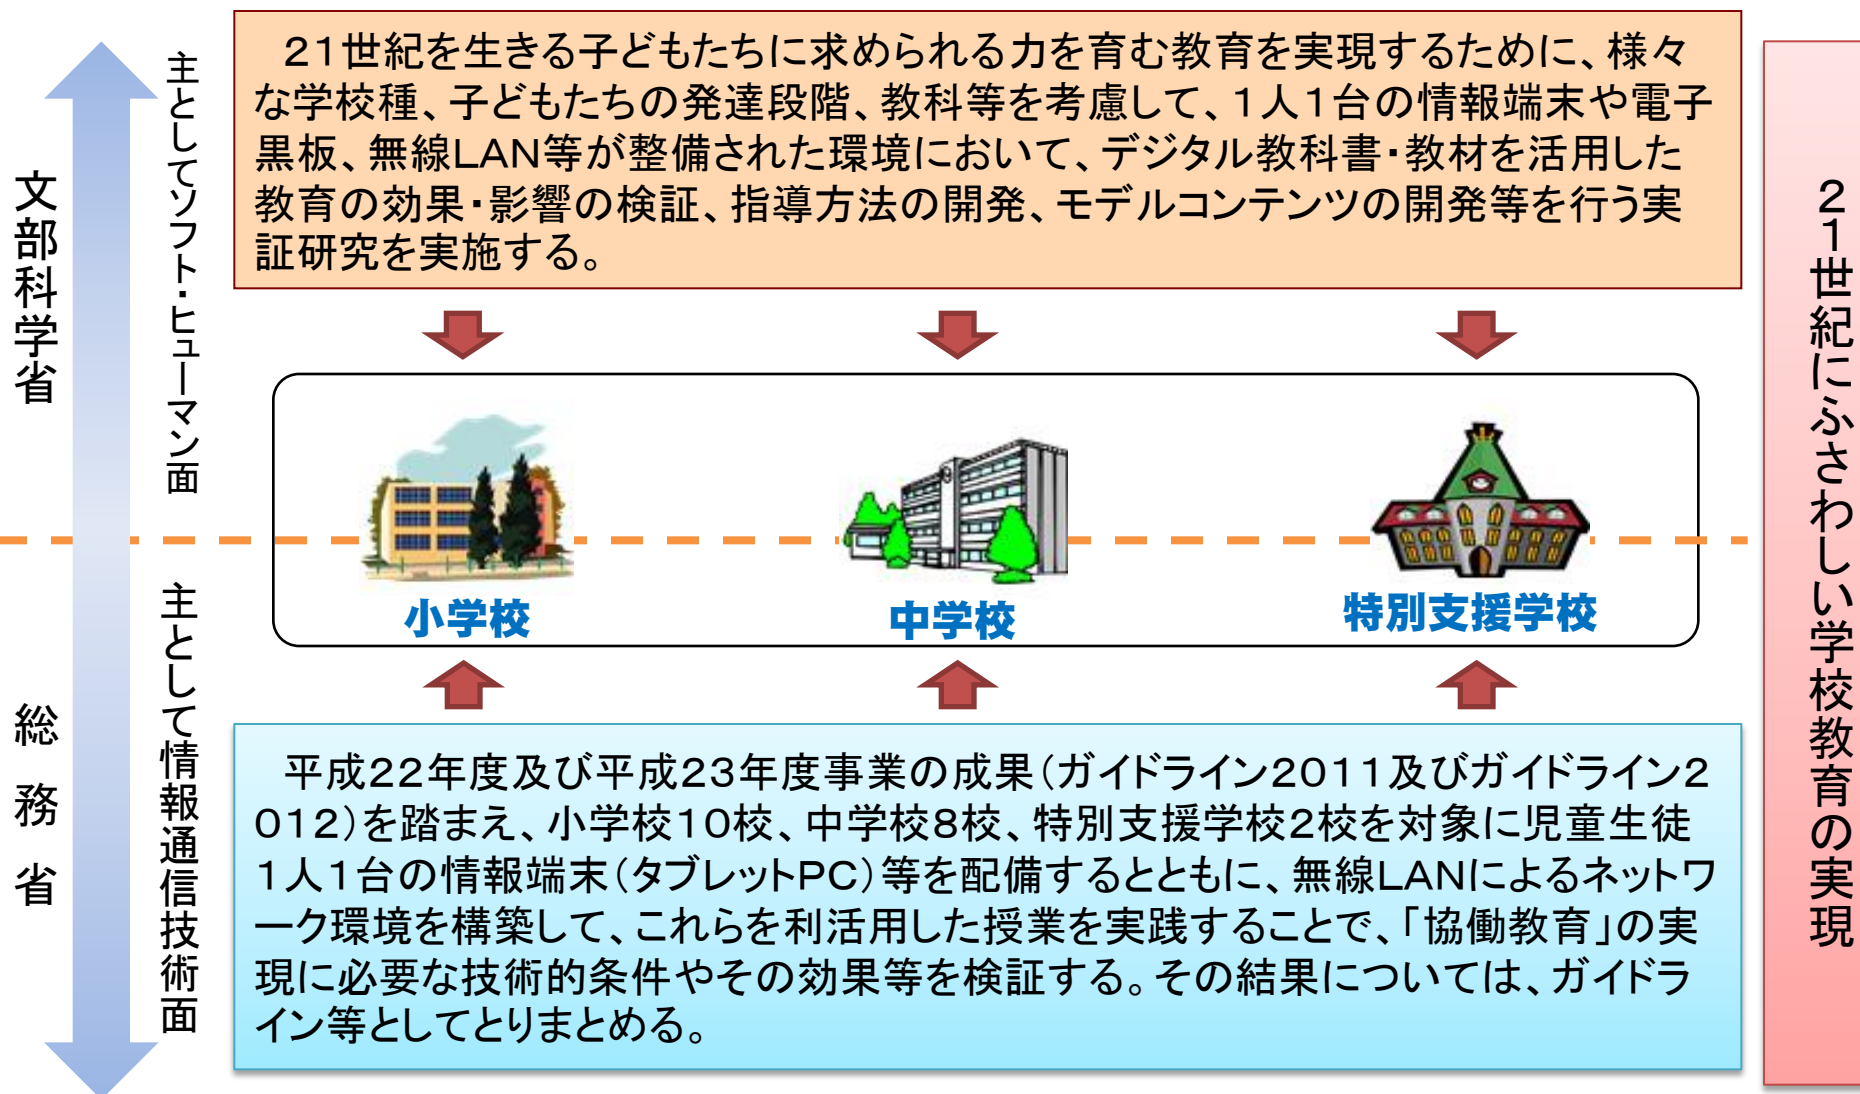 文部科学省
主としてソフト・ヒューマン面
２１世紀を生きる子どもたちに求められる力を育む教育を実現するために、様々
な学校種、子どもたちの発達段階、教科等を考慮して、１人１台の情報端末や電子
黒板、無線LAN等が整備された環境において、デジタル教科書・教材を活用した
教育の効果・影響の検証、指導方法の開発、モデルコンテンツの開発等を行う実
証研究を実施する。
小学校
中学校
特別支援学校
総務省
主として情報通信技術面
平成２２年度及び平成２３年度事業の成果（ガイドライン２０１１及びガイドライン２
０１２）を踏まえ、小学校１０校、中学校８校、特別支援学校２校を対象に児童生徒
１人１台の情報端末（タブレットPC）等を配備するとともに、無線LANによるネットワ
ーク環境を構築して、これらを利活用した授業を実践することで、「協働教育」の実
現に必要な技術的条件やその効果等を検証する。その結果については、ガイドラ
イン等としてとりまとめる。
２１世紀にふさわしい学校教育の実現